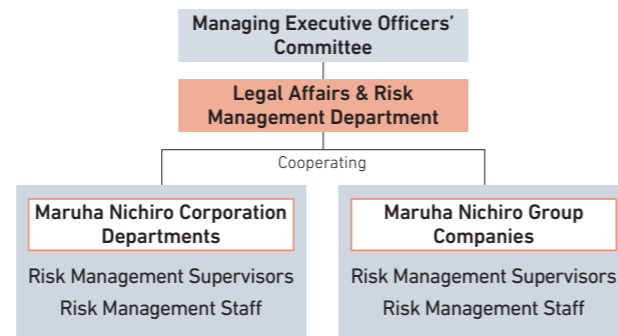 Managing Executive Officers'
Committee
Legal Affairs & Risk
Management Department
Cooperating
Maruha Nichiro Corporation
Departments
Risk Management Supervisors
Risk Management Staff
Maruha Nichiro Group
Companies
Risk Management Supervisors
Risk Management Staff